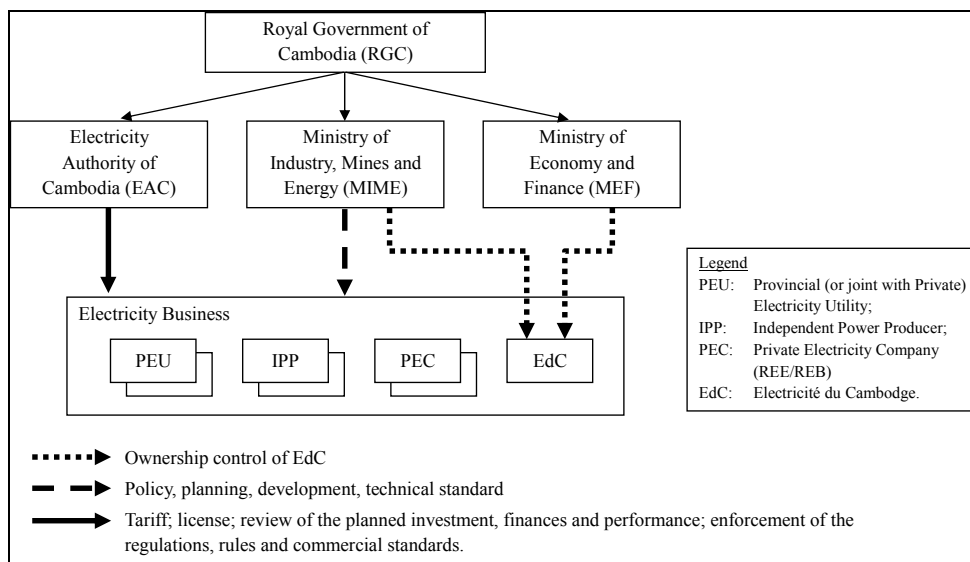 Royal Government of
Cambodia (RGC)
Electricity
Authority of
Cambodia (EAC)
Ministry of
Industry, Mines and
Energy (MIME)
Ministry of
Economy and
Finance (MEF)
Legend
PEU: Provincial (or joint with Private)
Electricity Utility;
IPP: Independent Power Producer;
PEC: Private Electricity Company
(REE/REB)
EdC: Electricité du Cambodge.
Electricity Business
PEU
IPP
PEC
EdC
Ownership control of EdC
Policy, planning, development, technical standard
Tariff; license; review of the planned investment, finances and performance; enforcement of the
regulations, rules and commercial standards.